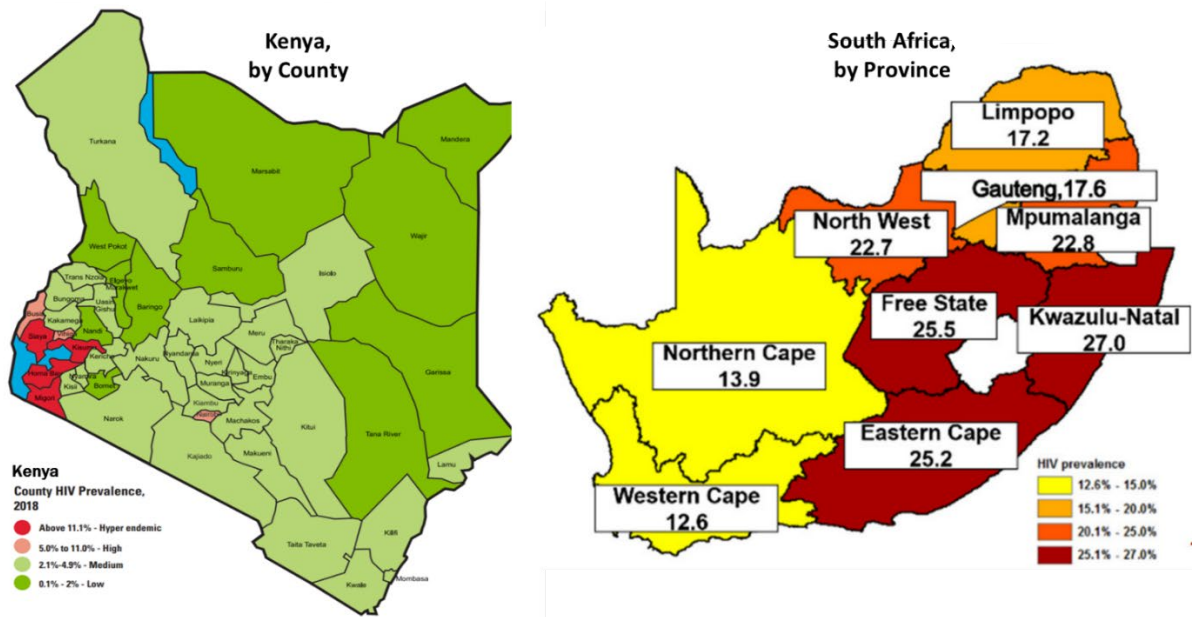 Kenya,
by County
Turkana
Marsabit
Mandera
Wajir
West Pokot
Samburu
Isiolo
Trans Nzoia
Elgeyo
Marakwet
Bungoma
Uasin
Gishu
Baringo
Busia
Kakamega
Laikipia
Meru
Siaya
Vihiga
Nandi
Kisumu
Kericho
Nakuru
Nyandarua
Tharaka
Nithi
Homa Bay
Nyamira
Nyeri
Kirinyaga
Embu
Garissa
Kisii
Bomet
Muranga
Migori
Kiambu
Nairobi
Narok
Machakos
Kitui
Tana River
Kajiado
Makueni
Lamu
Taita Taveta
Kilifi
Kwale
Mombasa
Kenya
County HIV Prevalence,
2018
Above 11.1% - Hyper endemic
5.0% to 11.0% - High
2.1%-4.9% - Medium
0.1% - 2% - Low
South Africa,
by Province
Limpopo
17.2
Gauteng,17.6
North West
22.7
Mpumalanga
22.8
Free State
25.5
Kwazulu-Natal
27.0
Northern Cape
13.9
Eastern Cape
25.2
Western Cape
12.6
HIV prevalence
12.6% - 15.0%
15.1% - 20.0%
20.1% - 25.0%
25.1% - 27.0%